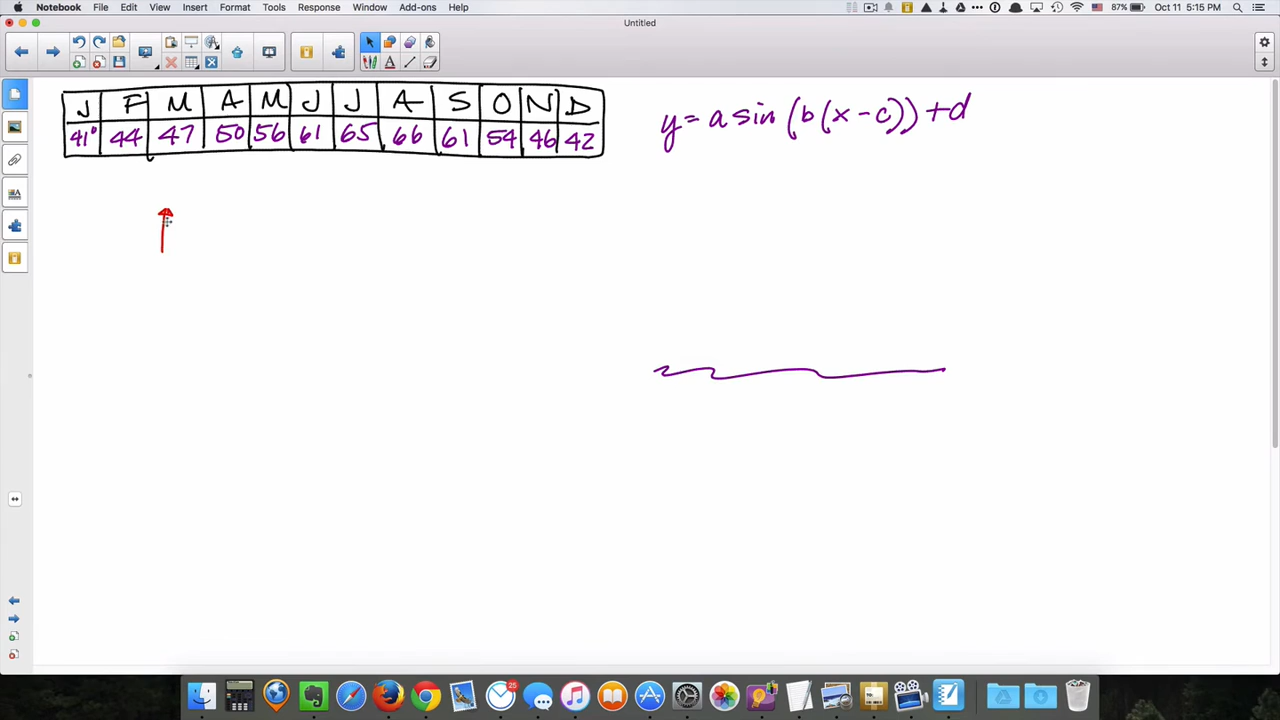 Notebook File Edit View Insert Format Tools Response Window Add-ons Help 87% Oct 11 5:15 PM
Untitled
J F M A M J J A S O N D
41° 44 47 50 56 61 65 66 61 54 46 42
y = a sin (b(x - c)) + d
25